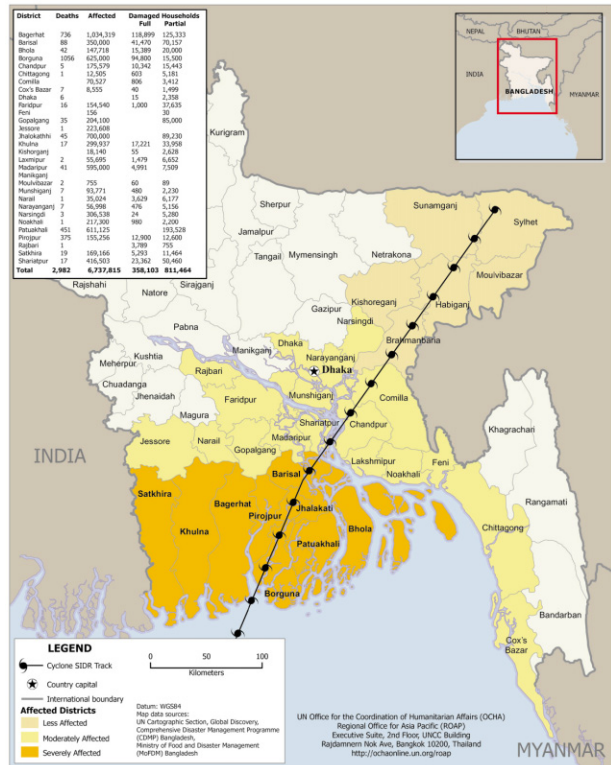 District Deaths Affected Damaged Households
Full Partial
Bagerhat 736 1,034,319 118,899 125,333
Barisal 88 350,000 41,470 70,157
Bhola 42 147,718 15,389 20,000
Borguna 1056 625,000 94,800 15,500
Chandpur 5 175,579 10,342 15,443
Chittagong 1 12,505 603 5,181
Comilla 70,527 806 3,412
Cox's Bazar 7 8,555 40 1,499
Dhaka 6 15 2,358
Faridpur 16 154,540 1,000 37,635
Feni 156 30
Gopalgang 35 204,100 85,000
Jessore 1 223,608
Jhalokathhi 45 700,000 89,230
Khulna 17 299,937 17,221 33,900
Kishorganj 18,140 55 2,628
Laxmipur 2 55,695 1,479 6,652
Madaripur 41 595,000 4,991 7,509
Manikganj
Moulvibazar 2 755 60 89
Munshiganj 7 93,771 480 2,230
Narail 1 35,024 3,629 6,177
Narayanganj 7 56,998 476 5,156
Narsingdi 3 306,538 24 5,280
Noakhali 1 217,300 980 2,200
Patuakhali 451 611,125 193,528
Pirojpur 375 155,256 12,900 12,600
Rajbari 1 3,789 755
Satkhira 19 169,166 5,293 11,464
Shariatpur 17 416,503 23,362 50,460
Total 2,982 6,737,815 358,103 811,464
NEPAL
BHUTAN
INDIA
BANGLADESH
MYANMAR
Kurigram
Sherpur
Jamalpur
Mymensingh
Tangail
Netrakona
Sunamganj
Sylhet
Moulvibazar
Habiganj
Kishoreganj
Rajshahi
Natore
Sirajganj
Gazipur
Narsingdi
Pabna
Brahmanbaria
Dhaka
Narayanganj
Manikganj
Dhaka
Kushtia
Meherpur
Rajbari
Chuadanga
Jhenaidah
Munshiganj
Comilla
Faridpur
Magura
Shariatpur
Chandpur
Khagrachari
Jessore
Narail
Madaripur
Gopalgang
INDIA
Lakshmipur
Feni
Noakhali
Barisal
Satkhira
Bagerhat
Jhalakati
Rangamati
Pirojpur
Bhola
Chittagong
Khulna
Patuakhali
Borguna
Bandarban
Cox's
Bazar
LEGEND
Cyclone SIDR Track
Country capital
International boundary
Affected Districts
Less Affected
Moderately Affected
Severely Affected
0 50 100
Kilometers
Datum: WGS84
Map data sources:
UN Cartographic Section, Global Discovery,
Comprehensive Disaster Management Programme
(CDMP) Bangladesh,
Ministry of Food and Disaster Management
(MoFDM) Bangladesh
UN Office for the Coordination of Humanitarian Affairs (OCHA)
Regional Office for Asia Pacific (ROAP)
Executive Suite, 2nd Floor, UNCC Building
Rajdamnern Nok Ave, Bangkok 10200, Thailand
http://ochaonline.un.org/roap
MYANMAR